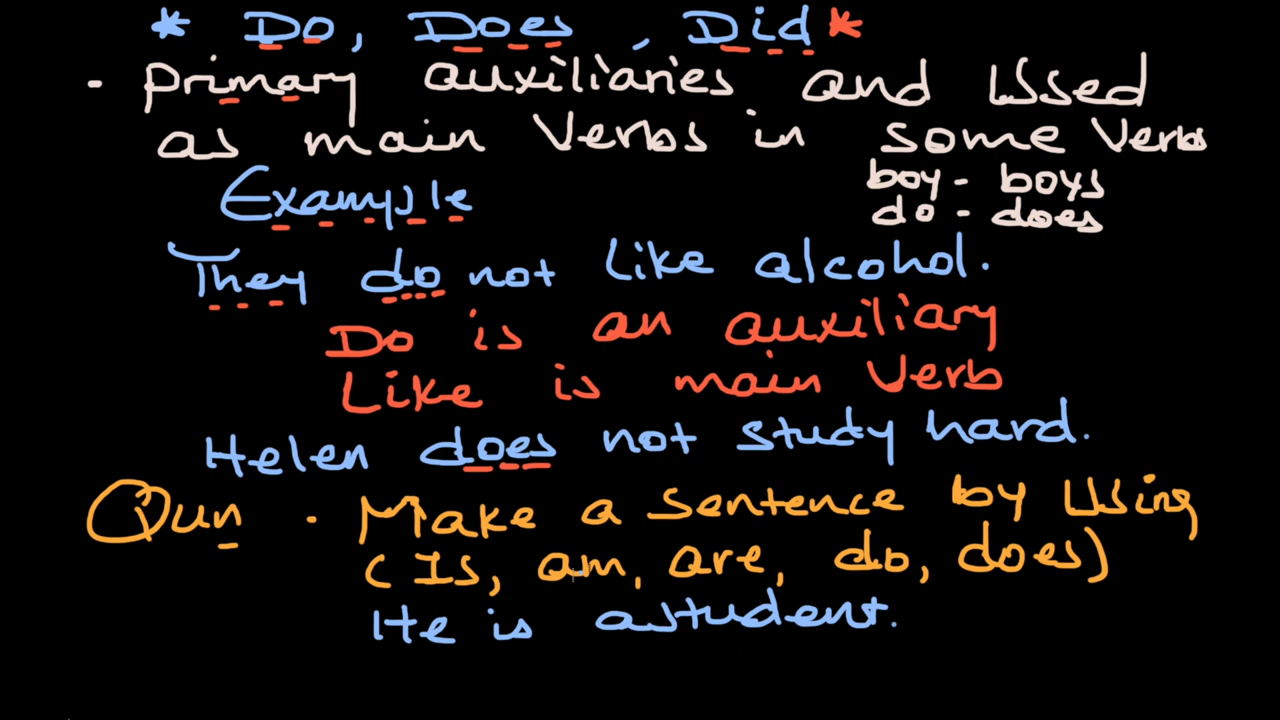 * Do, Does, Did *
- Primary auxiliaries and Used
as main Verbs in some Verbs
Example
boy - boys
do - does
They do not like alcohol.
Do is an auxiliary
Like is main Verb
Helen does not study hard.
Qun - Make a sentence by Using
(Is, am, are, do, does)
He is a student.